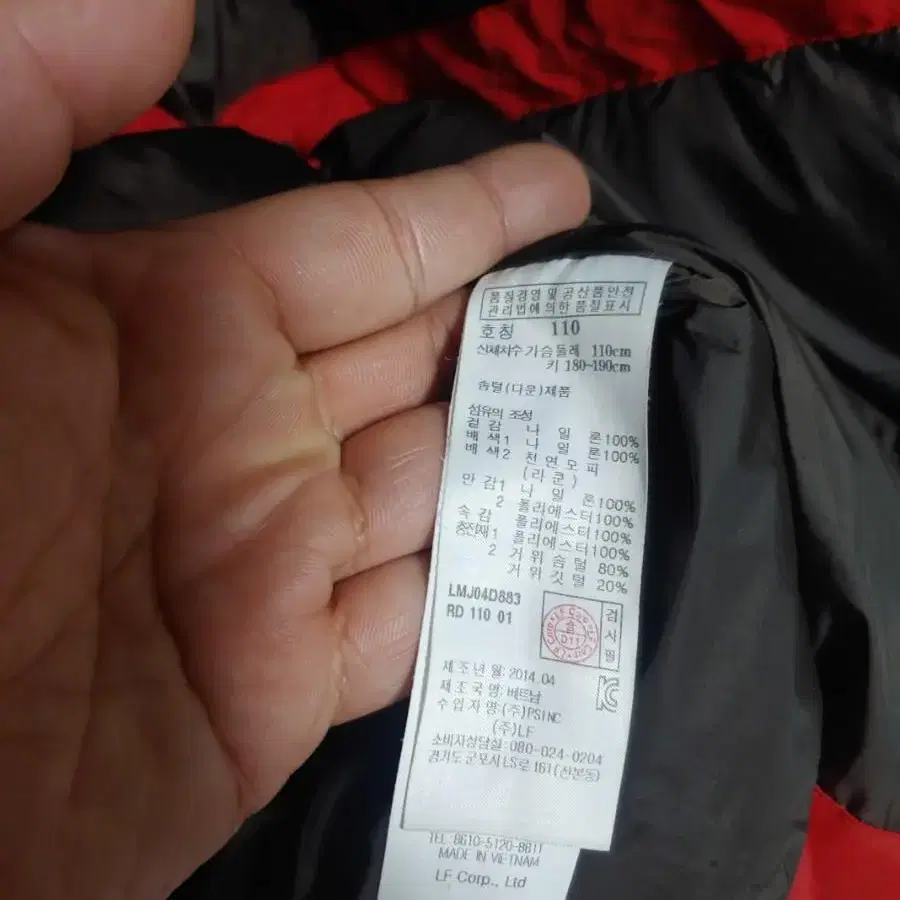 품질경영 및 공산품안전
관리법에 의한 품질표시
호칭 110
신체치수 가슴둘레 110cm
키 180~190cm
솜털(다운)제품
섬유의 조성
겉감 나 일 론100%
배색1 나 일 론100%
배색2 천연모피
(라쿤)
안감1 나 일 론100%
2 폴리에스터100%
속감 폴리에스터100%
충전재1 폴리에스터100%
2 거위 솜털 80%
거위 깃털 20%
LMJ04D883
RD 110 01
검사필
솜
D11
제조년월:2014.04
제조국명:베트남
수입자명:(주)PSINC
(주)LF
소비자상담실:080-024-0204
경기도 군포시 LS로 161(산본동)
TEL:8610-5120-8811
MADE IN VIETNAM
LF Corp., Ltd